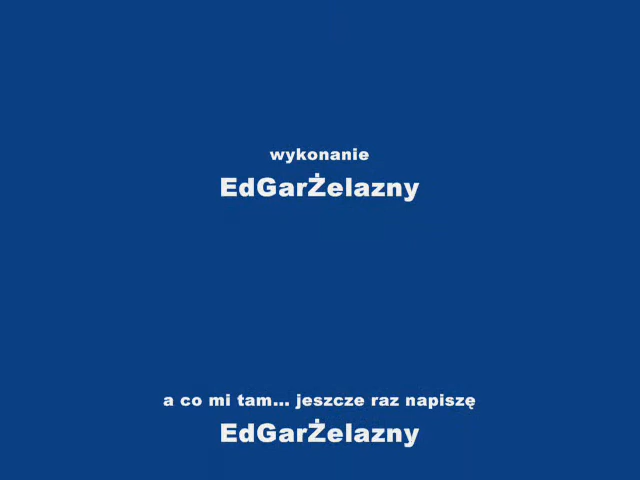 wykonanie
EdGarŻelazny
a co mi tam... jeszcze raz napiszę
EdGarŻelazny